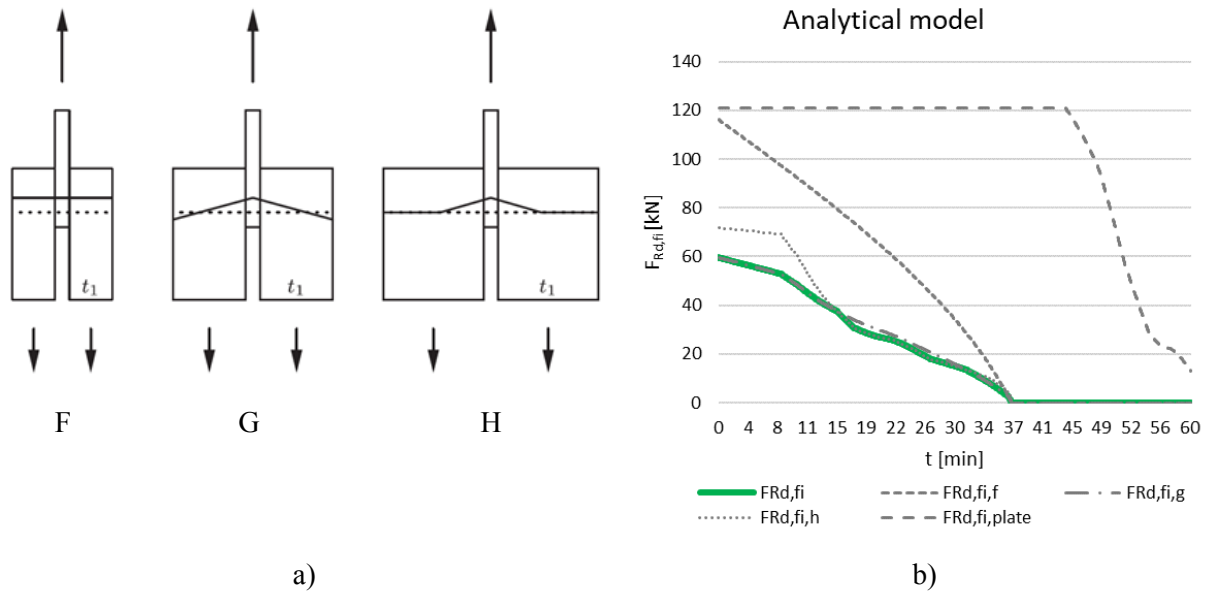 t₁
t₁
t₁
F
G
H
a)
Analytical model
F_Rd,fi [kN]
140
120
100
80
60
40
20
0
0 4 8 11 15 19 22 26 30 34 37 41 45 49 52 56 60
t [min]
FRd,fi
FRd,fi,f
FRd,fi,g
FRd,fi,h
FRd,fi,plate
b)